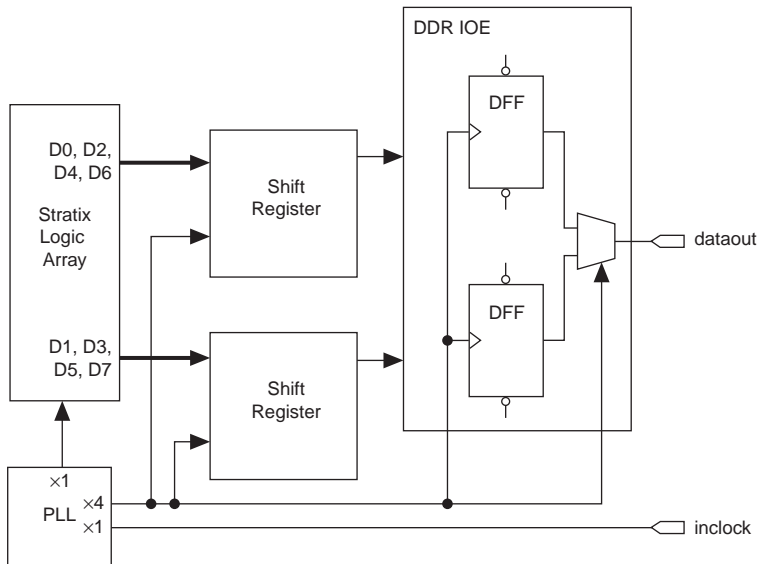 DDR IOE
DFF
D0, D2,
D4, D6
Stratix
Logic
Array
D1, D3,
D5, D7
Shift
Register
dataout
DFF
Shift
Register
×1
×4
PLL
×1
inclock